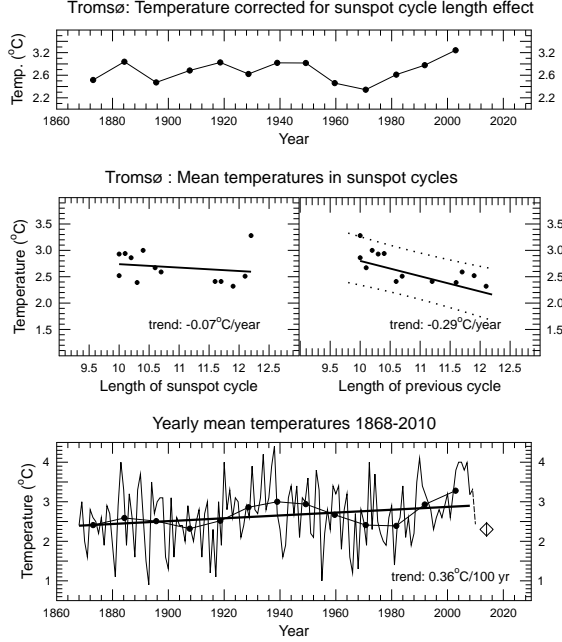 Tromsø: Temperature corrected for sunspot cycle length effect
Temp. (°C)
3.2 3.2
2.6 2.6
2.2 2.2
1860 1880 1900 1920 1940 1960 1980 2000 2020
Year
Tromsø : Mean temperatures in sunspot cycles
Temperature (°C)
3.5 3.5
3.0 3.0
2.5 2.5
2.0 2.0
1.5 1.5
trend: -0.07°C/year trend: -0.29°C/year
9.5 10 10.5 11 11.5 12 12.5 9.5 10 10.5 11 11.5 12 12.5
Length of sunspot cycle Length of previous cycle
Yearly mean temperatures 1868-2010
Temperature (°C)
4 4
3 3
2 2
1 1
trend: 0.36°C/100 yr
1860 1880 1900 1920 1940 1960 1980 2000 2020
Year